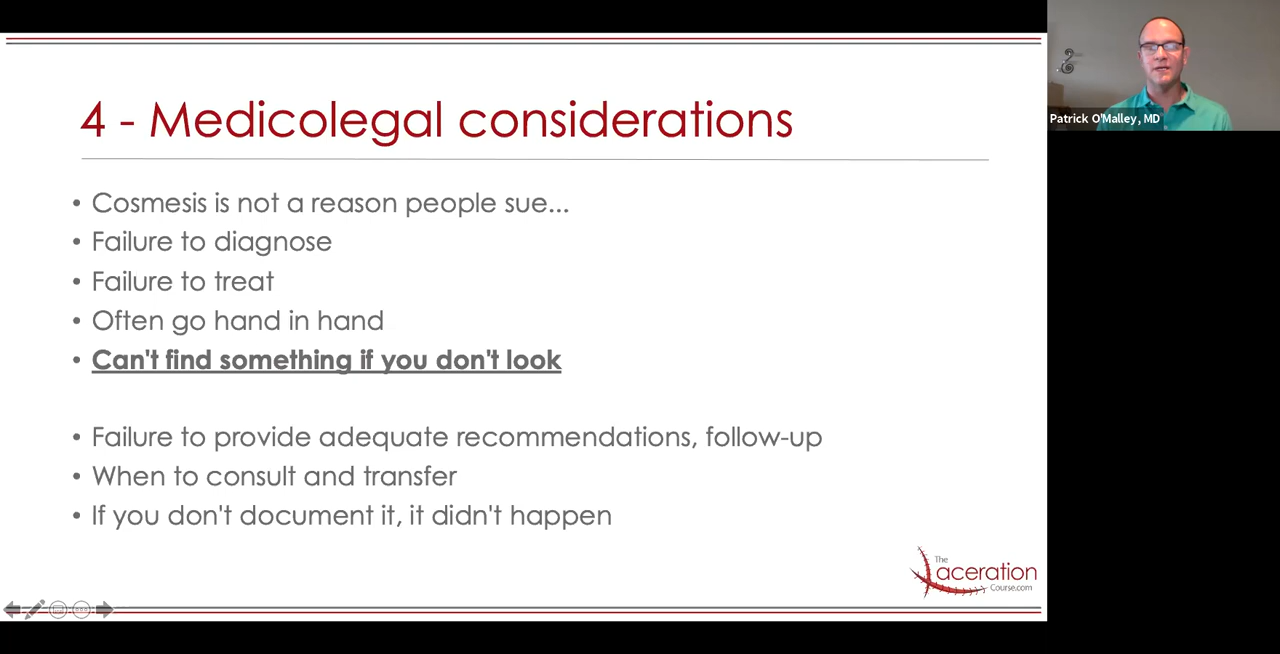 4 - Medicolegal considerations
• Cosmesis is not a reason people sue...
• Failure to diagnose
• Failure to treat
• Often go hand in hand
• Can't find something if you don't look
• Failure to provide adequate recommendations, follow-up
• When to consult and transfer
• If you don't document it, it didn't happen
The
Laceration
Course.com
Patrick O'Malley, MD